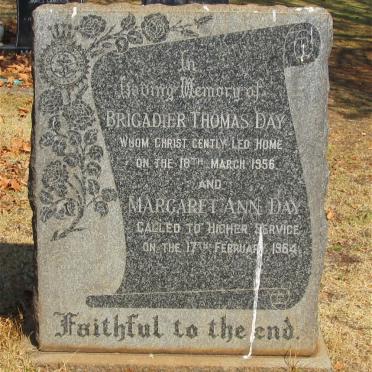 In
Loving Memory of
BRIGADIER THOMAS DAY
WHOM CHRIST GENTLY LED HOME
ON THE 18TH MARCH 1956
AND
MARGARET ANN DAY
CALLED TO HIGHER SERVICE
ON THE 17TH FEBRUARY 1964
Faithful to the end.